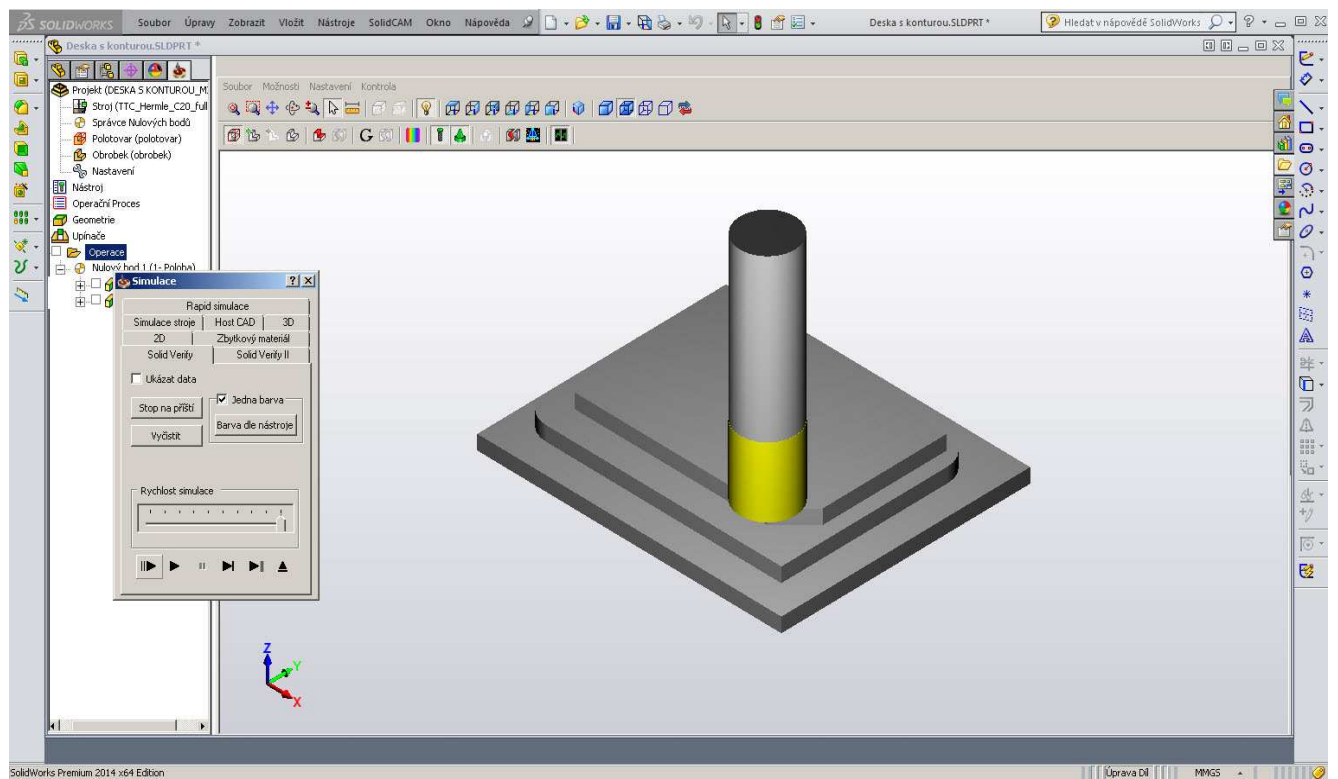 SOLIDWORKS Soubor Úpravy Zobrazit Vložit Nástroje SolidCAM Okno Nápověda Deska s konturou.SLDPRT * Hledat v nápovědě SolidWorks
Deska s konturou.SLDPRT *
Projekt (DESKA S KONTUROU_M
Stroj (TTC_Hermle_C20_full
Správce Nulových bodů
Polotovar (polotovar)
Obrobek (obrobek)
Nastavení
Nástroj
Operační Proces
Geometrie
Upínače
Operace
Nulový bod 1 (1- Poloha)
Soubor Možnosti Nastavení Kontrola
G
Simulace
Rapid simulace
Simulace stroje Host CAD 3D
2D Zbytkový materiál
Solid Verify Solid Verify II
Ukázat data
Stop na příští
Vyčistit
Jedna barva
Barva dle nástroje
Rychlost simulace
Z
Y
X
SolidWorks Premium 2014 x64 Edition Úprava Díl MMGS